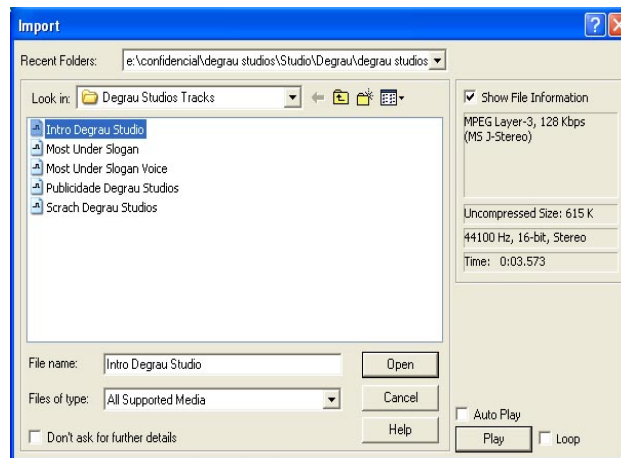 Import
Recent Folders: e:\confidencial\degrau studios\Studio\Degrau\degrau studios
Look in: Degrau Studios Tracks
Intro Degrau Studio
Most Under Slogan
Most Under Slogan Voice
Publicidade Degrau Studios
Scrach Degrau Studios
File name: Intro Degrau Studio
Open
Files of type: All Supported Media
Cancel
Don't ask for further details
Help
Show File Information
MPEG Layer-3, 128 Kbps
(MS J-Stereo)
Uncompressed Size: 615 K
44100 Hz, 16-bit, Stereo
Time: 0:03.573
Auto Play
Play
Loop